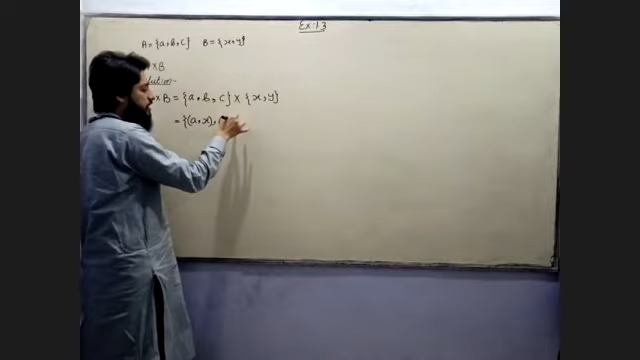 Ex:1.3
A = {a,b,c} B = {x,y}
×B
lution:-
×B = {a,b,c} × {x,y}
= {(a,x),(